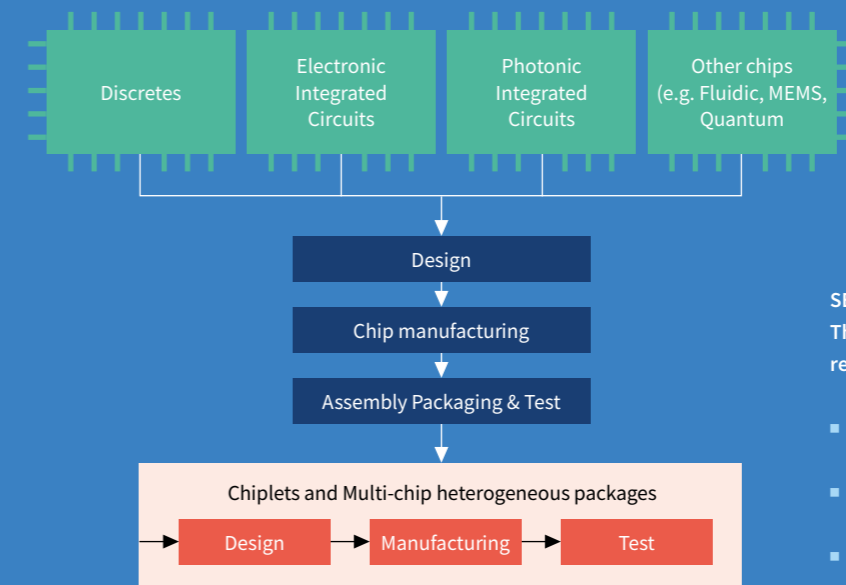 Discretes
Electronic
Integrated
Circuits
Photonic
Integrated
Circuits
Other chips
(e.g. Fluidic, MEMS,
Quantum
Design
Chip manufacturing
Assembly Packaging & Test
Chiplets and Multi-chip heterogeneous packages
Design
Manufacturing
Test